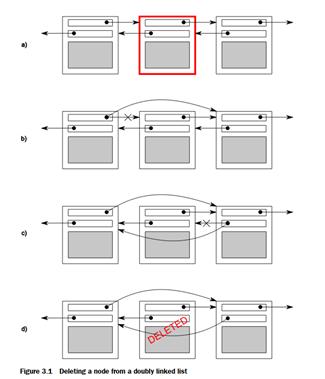 a)
b)
c)
d)
DELETED
Figure 3.1 Deleting a node from a doubly linked list